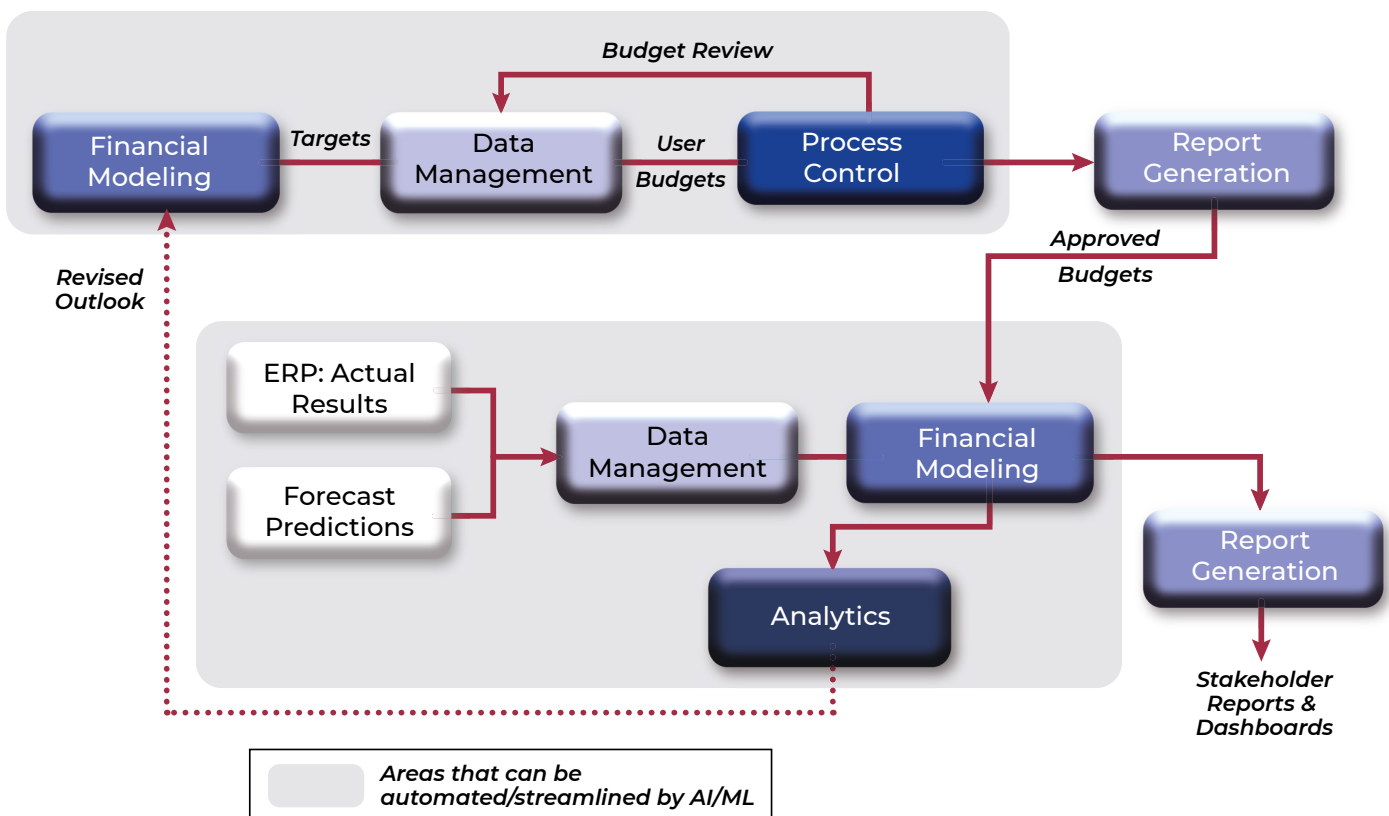 Budget Review
Financial
Modeling
Targets
Data
Management
User
Budgets
Process
Control
Report
Generation
Approved
Budgets
Revised
Outlook
ERP: Actual
Results
Forecast
Predictions
Data
Management
Financial
Modeling
Analytics
Report
Generation
Stakeholder
Reports &
Dashboards
Areas that can be
automated/streamlined by AI/ML